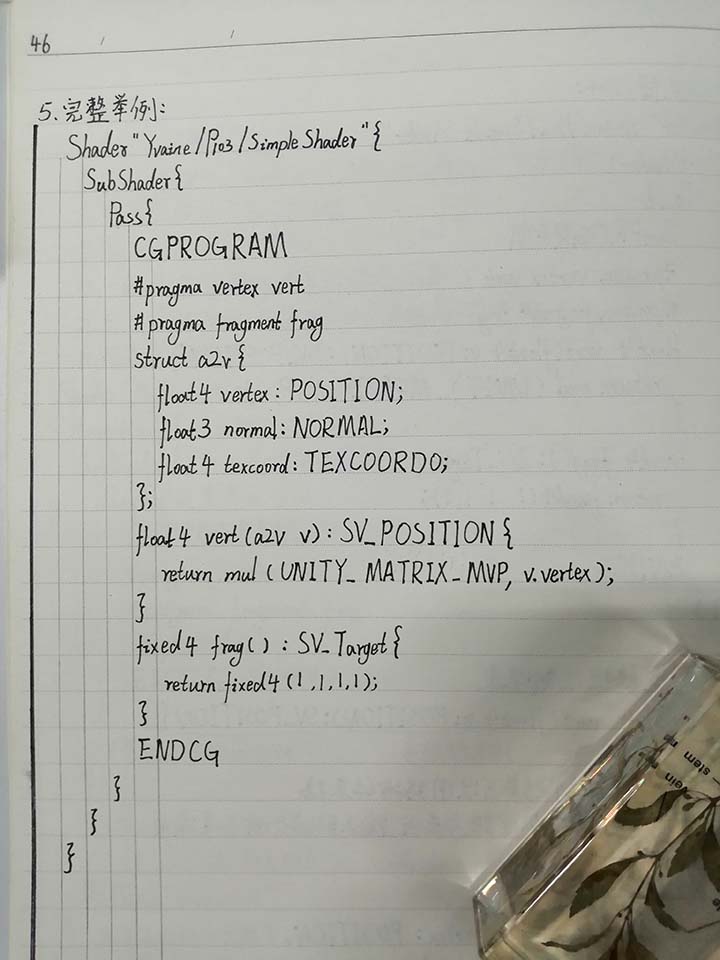 46
5.完整举例:
Shader "Yvaine/P103/SimpleShader"{
SubShader{
Pass{
CGPROGRAM
#pragma vertex vert
#pragma fragment frag
struct a2v {
float4 vertex: POSITION;
float3 normal: NORMAL;
float4 texcoord: TEXCOORD0;
};
float4 vert(a2v v): SV_POSITION{
return mul (UNITY_MATRIX_MVP, v.vertex);
}
fixed4 frag() : SV_Target{
return fixed4 (1,1,1,1);
}
ENDCG
}
}
}
stem
vein